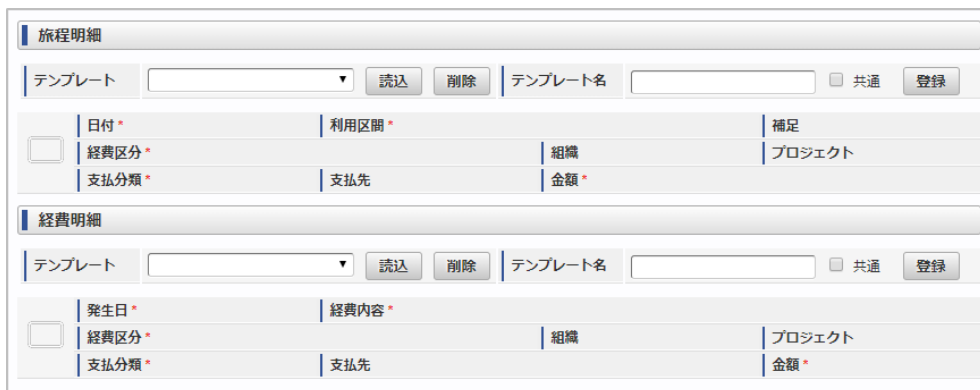 旅程明細
テンプレート 読込 削除 テンプレート名 共通 登録
日付* 利用区間* 補足
経費区分* 組織 プロジェクト
支払分類* 支払先 金額*
経費明細
テンプレート 読込 削除 テンプレート名 共通 登録
発生日* 経費内容*
経費区分* 組織 プロジェクト
支払分類* 支払先 金額*